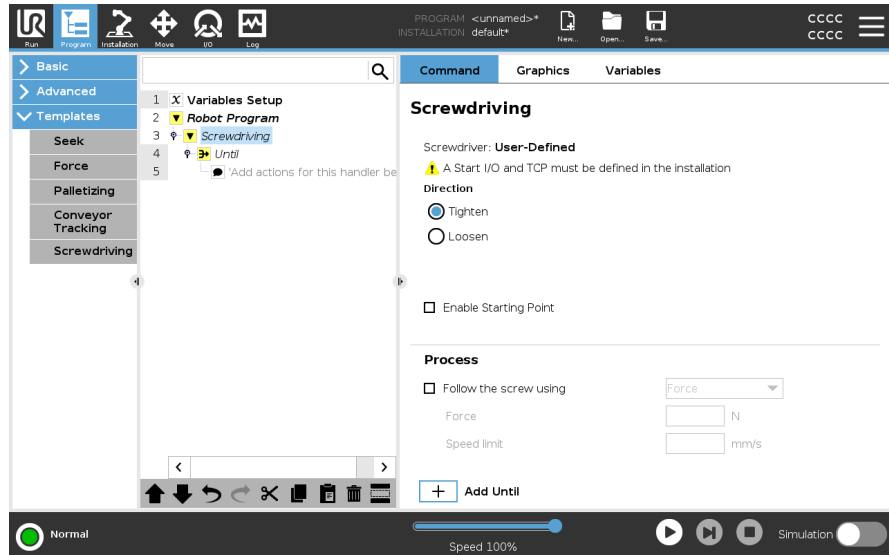 UR
Run
Program
Installation
Move
I/O
Log
PROGRAM <unnamed>*
INSTALLATION default*
New...
Open...
Save...
CCCC
CCCC
Basic
Advanced
Templates
Seek
Force
Palletizing
Conveyor
Tracking
Screwdriving
1 X Variables Setup
2 Robot Program
3 Screwdriving
4 Until
5 'Add actions for this handler be
Command Graphics Variables
Screwdriving
Screwdriver: User-Defined
A Start I/O and TCP must be defined in the installation
Direction
Tighten
Loosen
Enable Starting Point
Process
Follow the screw using Force
Force N
Speed limit mm/s
+ Add Until
Normal
Speed 100%
Simulation